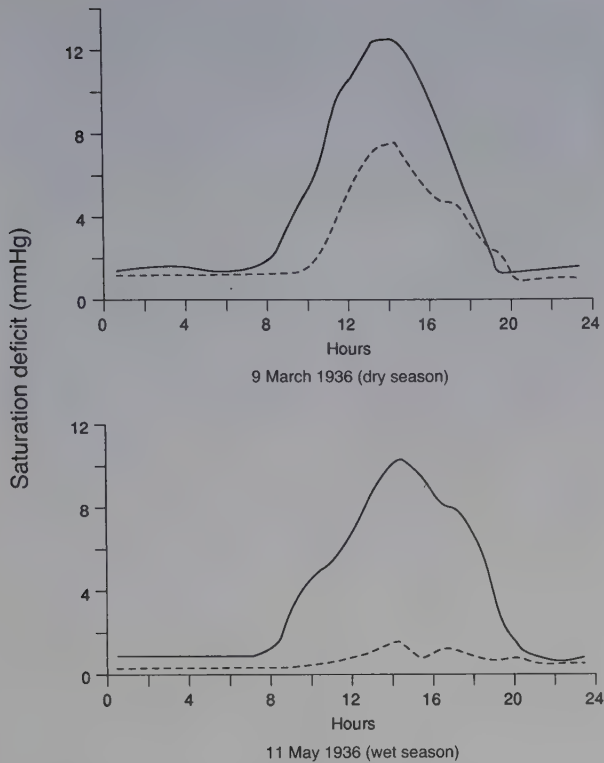 Saturation deficit (mmHg)
12
8
4
0
0 4 8 12 16 20 24
Hours
9 March 1936 (dry season)
12
8
4
0
0 4 8 12 16 20 24
Hours
11 May 1936 (wet season)